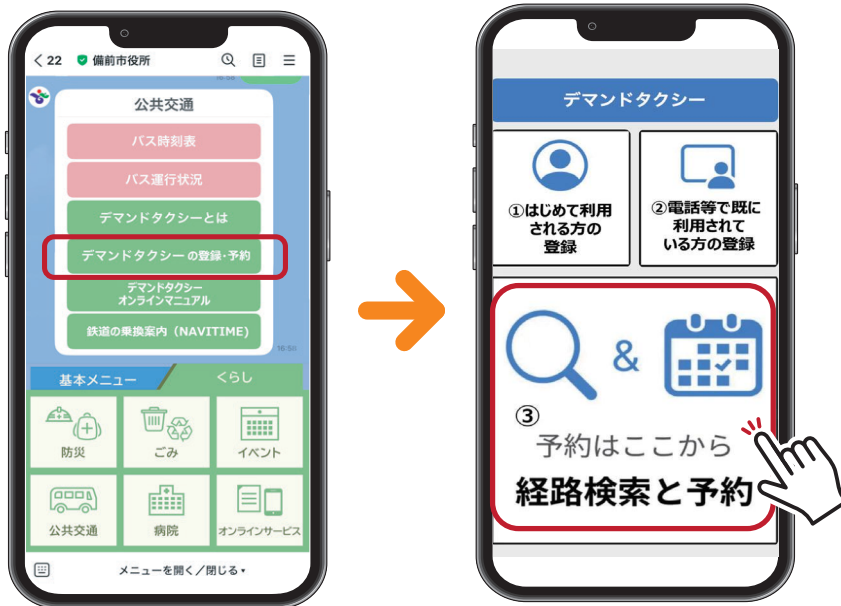 22 備前市役所
16:50
公共交通
バス時刻表
バス運行状況
デマンドタクシーとは
デマンドタクシーの登録・予約
デマンドタクシー
オンラインマニュアル
鉄道の乗換案内（NAVITIME）
16:50
基本メニュー
くらし
防災
ごみ
イベント
公共交通
病院
オンラインサービス
メニューを開く／閉じる▾
デマンドタクシー
①はじめて利用
される方の
登録
②電話等で既に
利用されて
いる方の登録
&
③
予約はここから
経路検索と予約